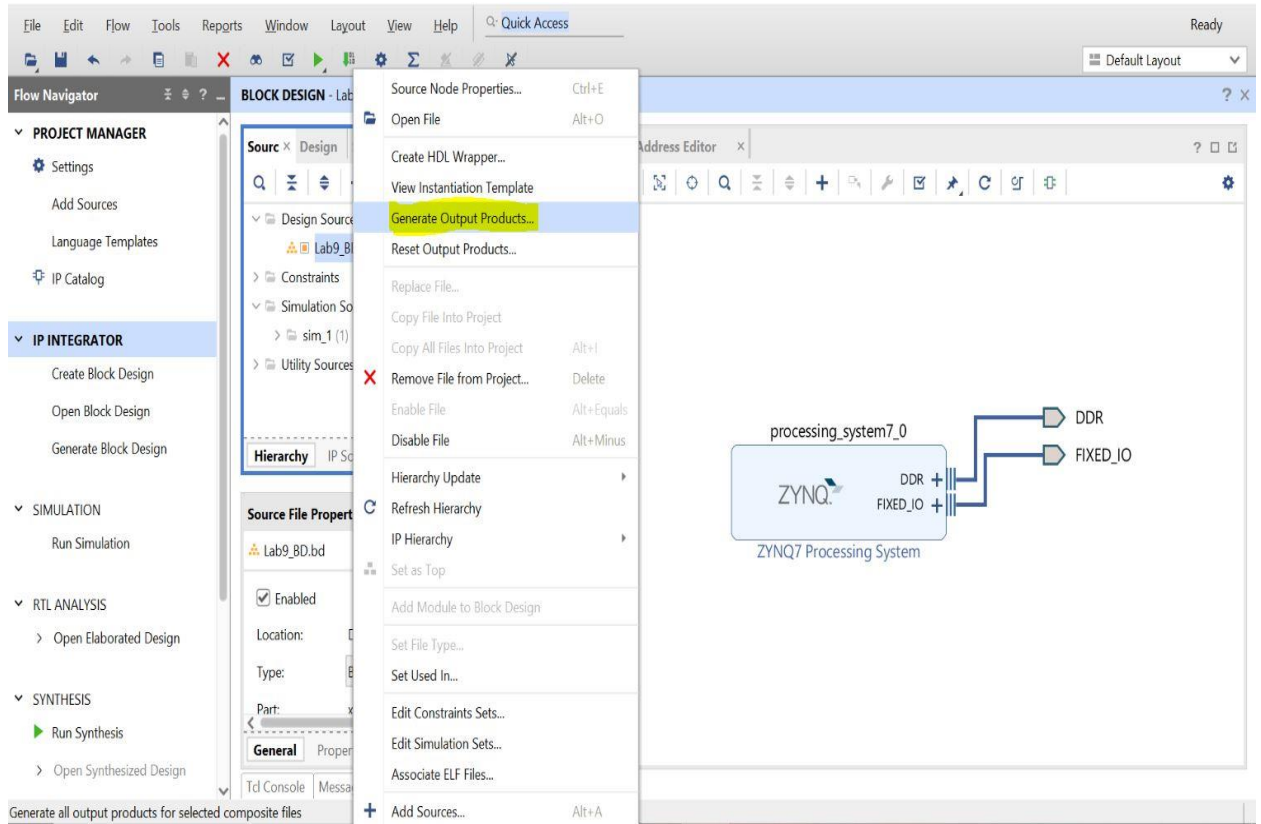 File Edit Flow Tools Reports Window Layout View Help Quick Access Ready
Default Layout
Flow Navigator
PROJECT MANAGER
Settings
Add Sources
Language Templates
IP Catalog
IP INTEGRATOR
Create Block Design
Open Block Design
Generate Block Design
SIMULATION
Run Simulation
RTL ANALYSIS
Open Elaborated Design
SYNTHESIS
Run Synthesis
Open Synthesized Design
BLOCK DESIGN - Lab
Sourc Design
Design Source
Lab9_B
Constraints
Simulation So
sim_1 (1)
Utility Sources
Hierarchy IP So
Source File Propert
Lab9_BD.bd
Enabled
Location:
Type:
Part:
General Proper
Tcl Console Messa
Source Node Properties... Ctrl+E
Open File Alt+O
Create HDL Wrapper...
View Instantiation Template
Generate Output Products...
Reset Output Products...
Replace File...
Copy File Into Project
Copy All Files Into Project Alt+I
Remove File from Project... Delete
Enable File Alt+Equals
Disable File Alt+Minus
Hierarchy Update
Refresh Hierarchy
IP Hierarchy
Set as Top
Add Module to Block Design
Set File Type...
Set Used In...
Edit Constraints Sets...
Edit Simulation Sets...
Associate ELF Files...
Add Sources... Alt+A
Address Editor
processing_system7_0
ZYNQ
DDR
FIXED_IO
ZYNQ7 Processing System
DDR
FIXED_IO
Generate all output products for selected composite files